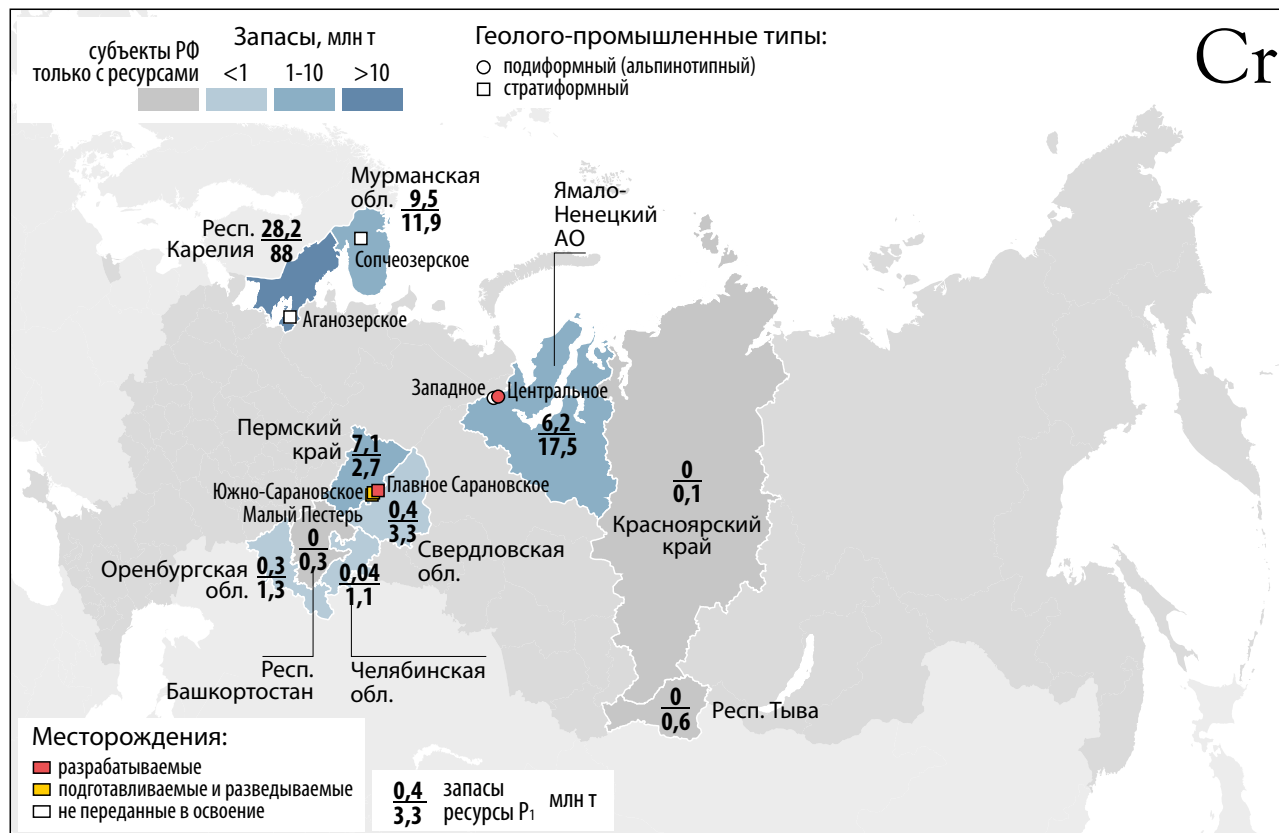 субъекты РФ
только с ресурсами
Запасы, млн т
<1
1-10
>10
Геолого-промышленные типы:
подиформный (альпинотипный)
стратиформный
Cr
Мурманская
обл.
9,5
11,9
Респ.
Карелия
28,2
88
Сопчеозерское
Аганозерское
Ямало-
Ненецкий
АО
Западное
Центральное
6,2
17,5
Пермский
край
7,1
2,7
Южно-Сарановское
Главное Сарановское
Малый Пестерь
0,4
3,3
Свердловская
обл.
0
0,3
Оренбургская
обл.
0,3
1,3
0,04
1,1
Респ.
Башкортостан
Челябинская
обл.
0
0,1
Красноярский
край
0
0,6
Респ. Тыва
Месторождения:
разрабатываемые
подготавливаемые и разведываемые
не переданные в освоение
0,4
3,3
запасы
ресурсы Р₁
млн т